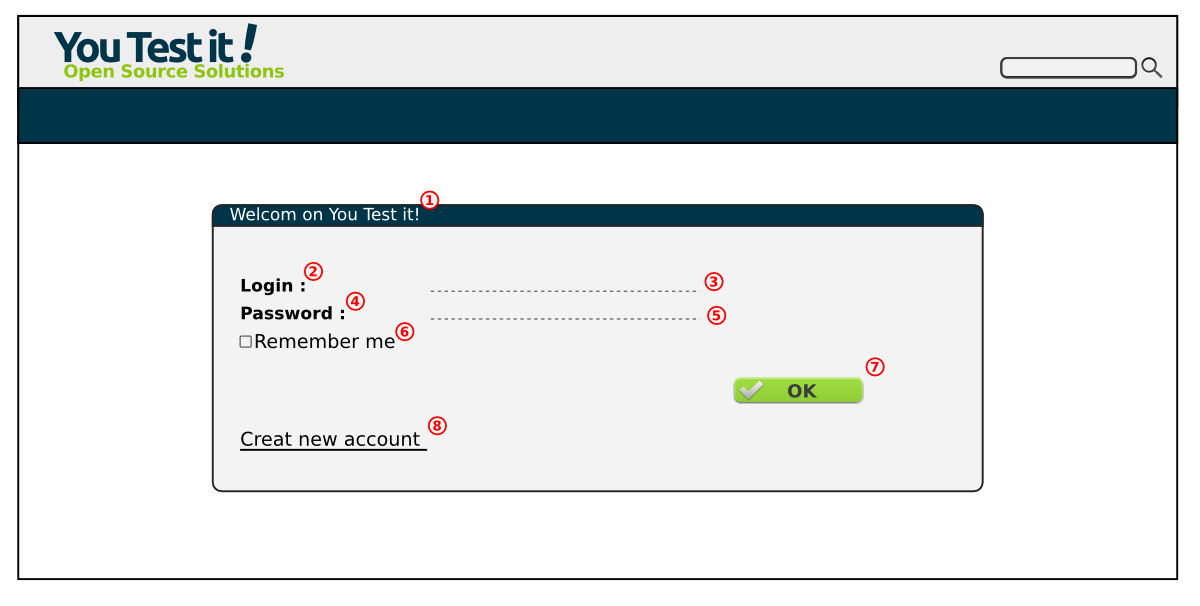 You Test it!
Open Source Solutions
Welcom on You Test it! ①
Login : ② ③
Password : ④ ⑤
Remember me ⑥
OK ⑦
Creat new account ⑧